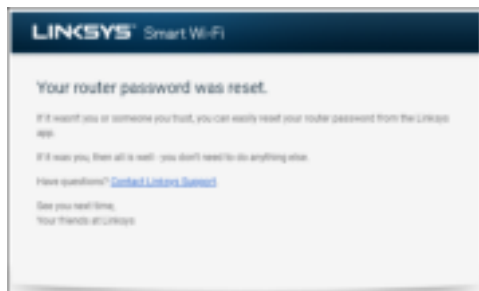 LINKSYS Smart Wi-Fi
Your router password was reset.
If it wasn't you or someone you trust, you can easily reset your router password from the Linksys
app.
If it was you, then all is well - you don't need to do anything else.
Have questions? Contact Linksys Support
See you next time,
Your friends at Linksys